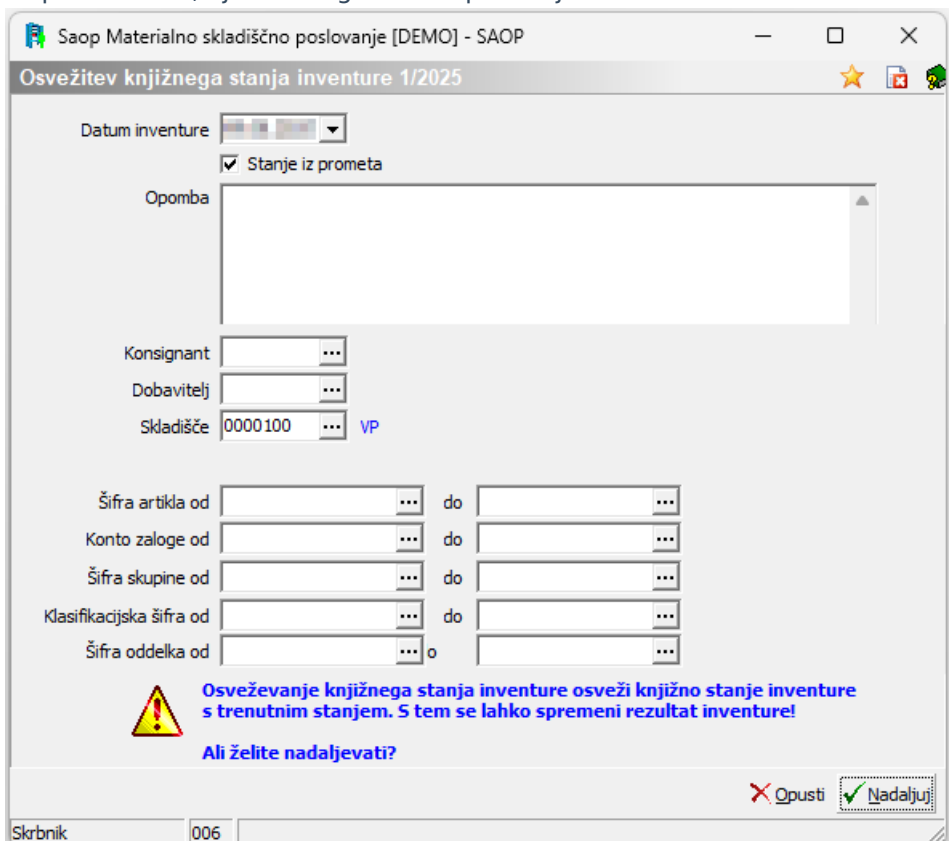 Saop Materialno skladiščno poslovanje [DEMO] - SAOP
Osvežitev knjižnega stanja inventure 1/2025
Datum inventure
Stanje iz prometa
Opomba
Konsignant
Dobavitelj
Skladišče 0000100 VP
Šifra artikla od do
Konto zaloge od do
Šifra skupine od do
Klasifikacijska šifra od do
Šifra oddelka od o
Osveževanje knjižnega stanja inventure osveži knjižno stanje inventure
s trenutnim stanjem. S tem se lahko spremeni rezultat inventure!
Ali želite nadaljevati?
Opusti Nadaljuj
Skrbnik 006